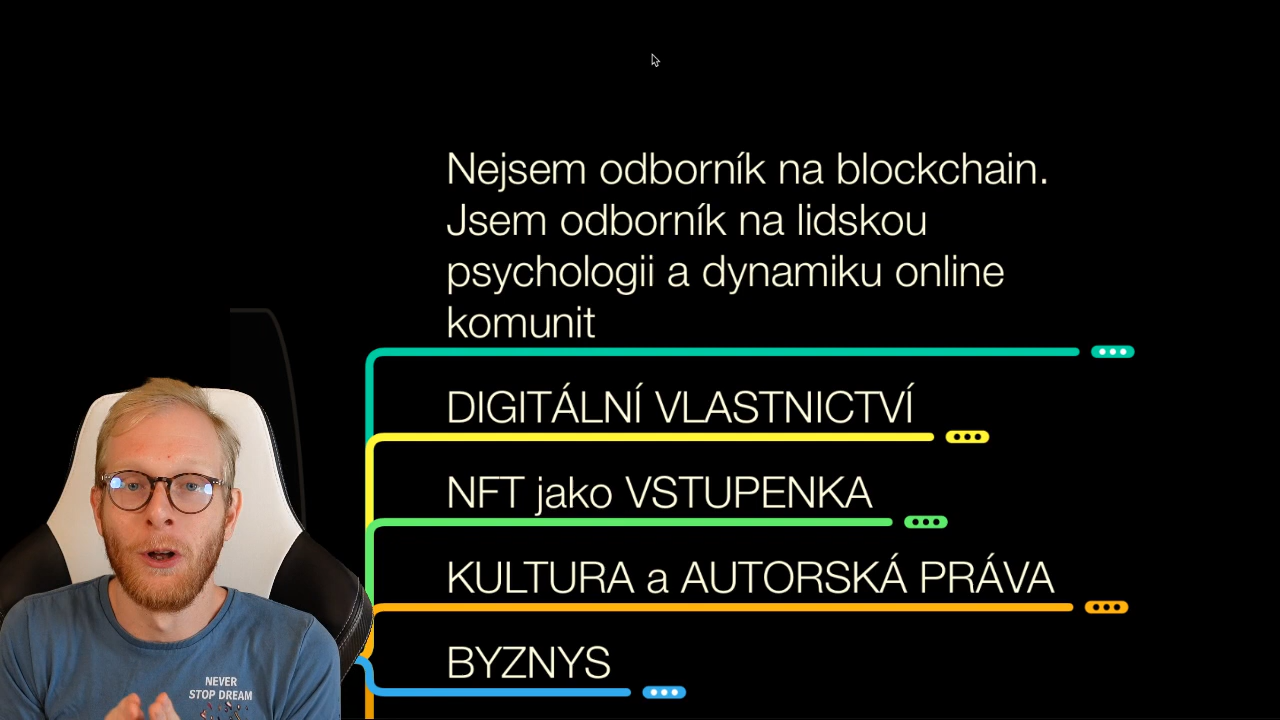 Nejsem odborník na blockchain.
Jsem odborník na lidskou
psychologii a dynamiku online
komunit
DIGITÁLNÍ VLASTNICTVÍ
NFT jako VSTUPENKA
KULTURA a AUTORSKÁ PRÁVA
BYZNYS
NEVER
STOP DREAM